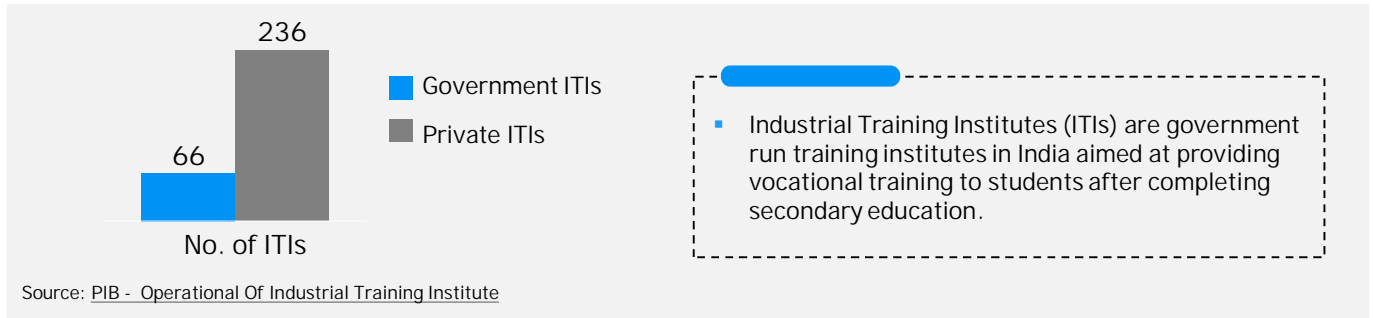 236
66
No. of ITIs
Government ITIs
Private ITIs
▪ Industrial Training Institutes (ITIs) are government
run training institutes in India aimed at providing
vocational training to students after completing
secondary education.
Source: PIB - Operational Of Industrial Training Institute